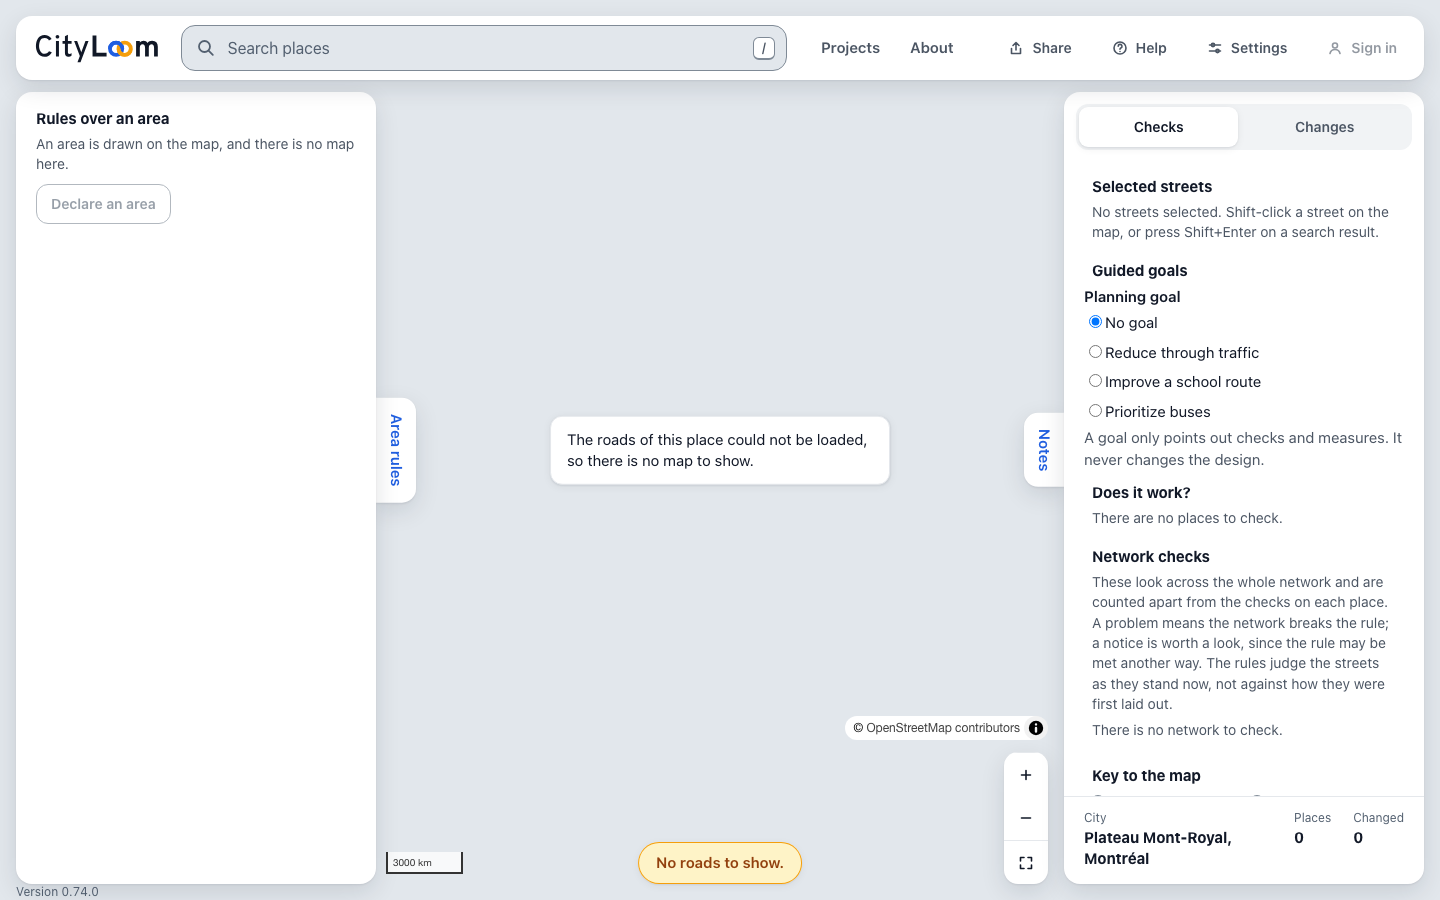 CityLoom
Search places
/
Projects
About
Share
Help
Settings
Sign in
Rules over an area
An area is drawn on the map, and there is no map
here.
Declare an area
Area rules
The roads of this place could not be loaded,
so there is no map to show.
Notes
© OpenStreetMap contributors
+
−
3000 km
No roads to show.
Version 0.74.0
Checks
Changes
Selected streets
No streets selected. Shift-click a street on the
map, or press Shift+Enter on a search result.
Guided goals
Planning goal
No goal
Reduce through traffic
Improve a school route
Prioritize buses
A goal only points out checks and measures. It
never changes the design.
Does it work?
There are no places to check.
Network checks
These look across the whole network and are
counted apart from the checks on each place.
A problem means the network breaks the rule;
a notice is worth a look, since the rule may be
met another way. The rules judge the streets
as they stand now, not against how they were
first laid out.
There is no network to check.
Key to the map
City
Plateau Mont-Royal,
Montréal
Places
0
Changed
0